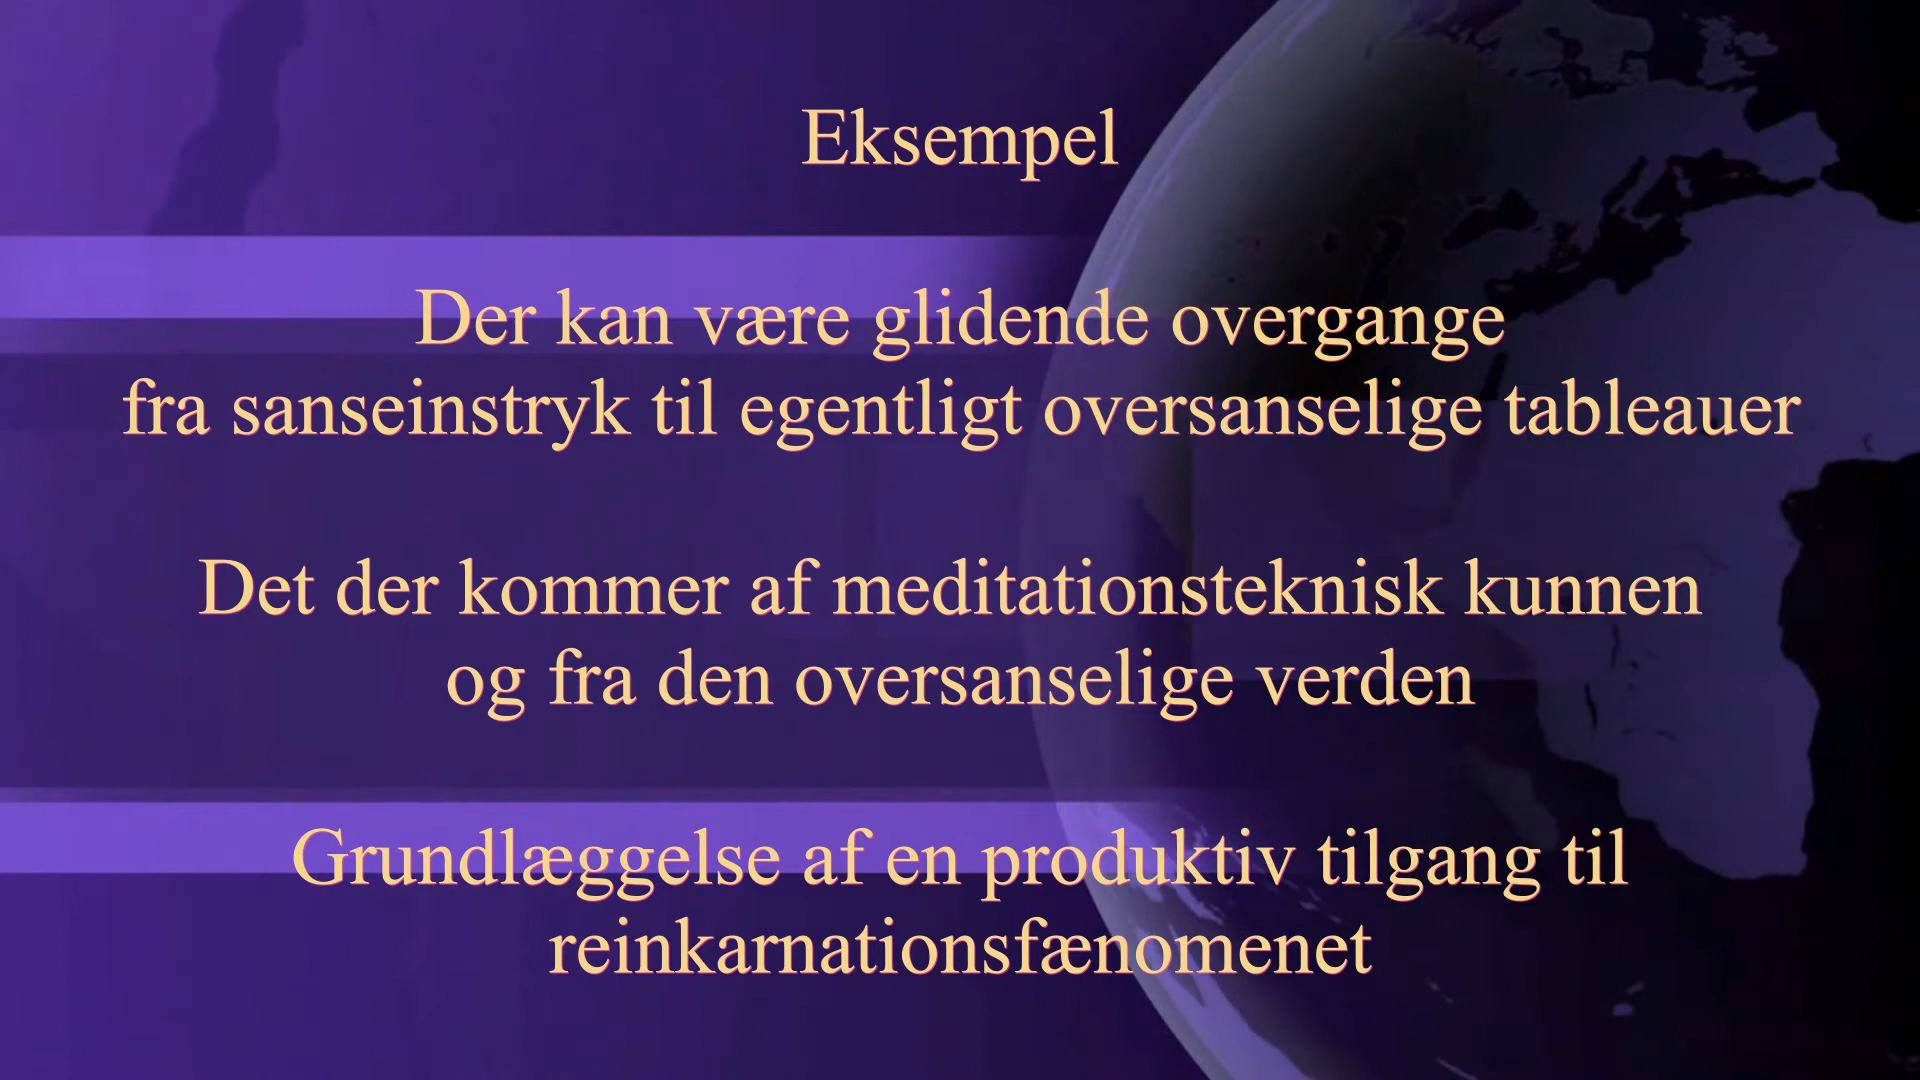 Eksempel
Der kan være glidende overgange
fra sanseinstryk til egentligt oversanselige tableauer
Det der kommer af meditationsteknisk kunnen
og fra den oversanselige verden
Grundlæggelse af en produktiv tilgang til
reinkarnationsfænomenet